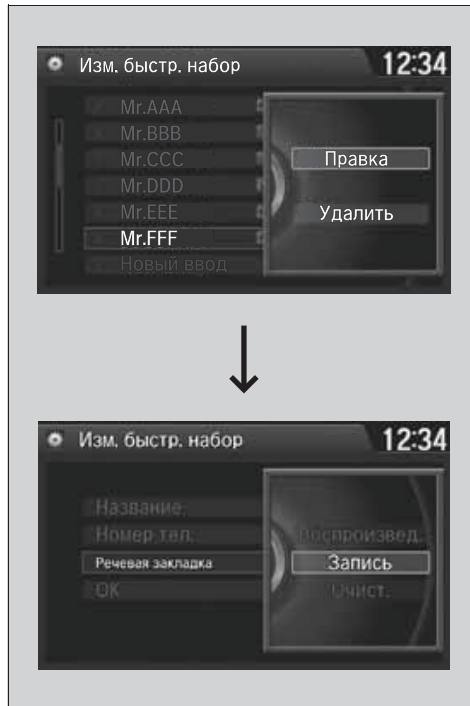 Изм. быстр. набор 12:34
Mr.AAA
Mr.BBB
Mr.CCC
Правка
Mr.DDD
Mr.EEE
Удалить
Mr.FFF
Новый ввод
Изм. быстр. набор 12:34
Название
Номер тел.
Воспроизвед.
Речевая закладка
Запись
OK
Очист.